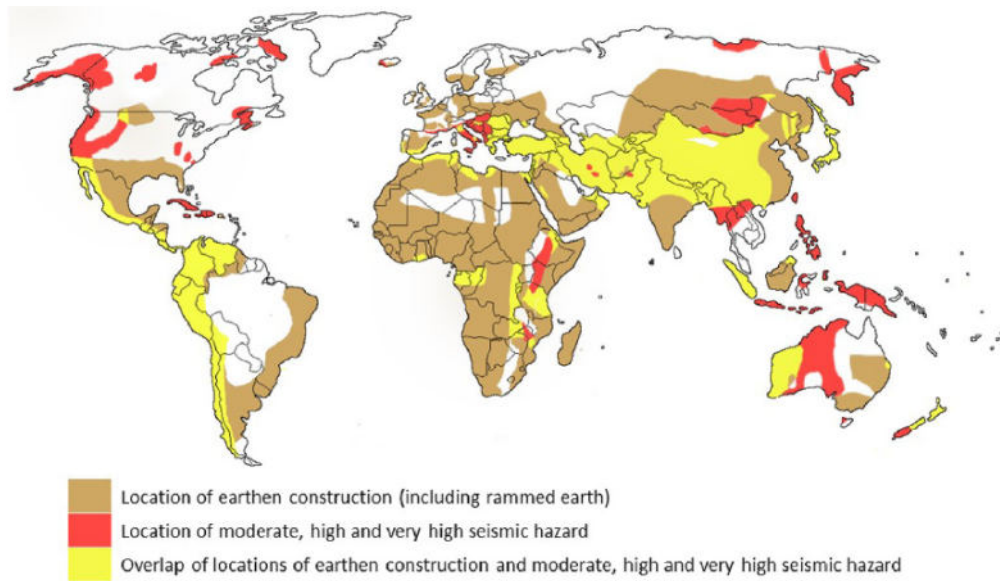 Location of earthen construction (including rammed earth)
Location of moderate, high and very high seismic hazard
Overlap of locations of earthen construction and moderate, high and very high seismic hazard